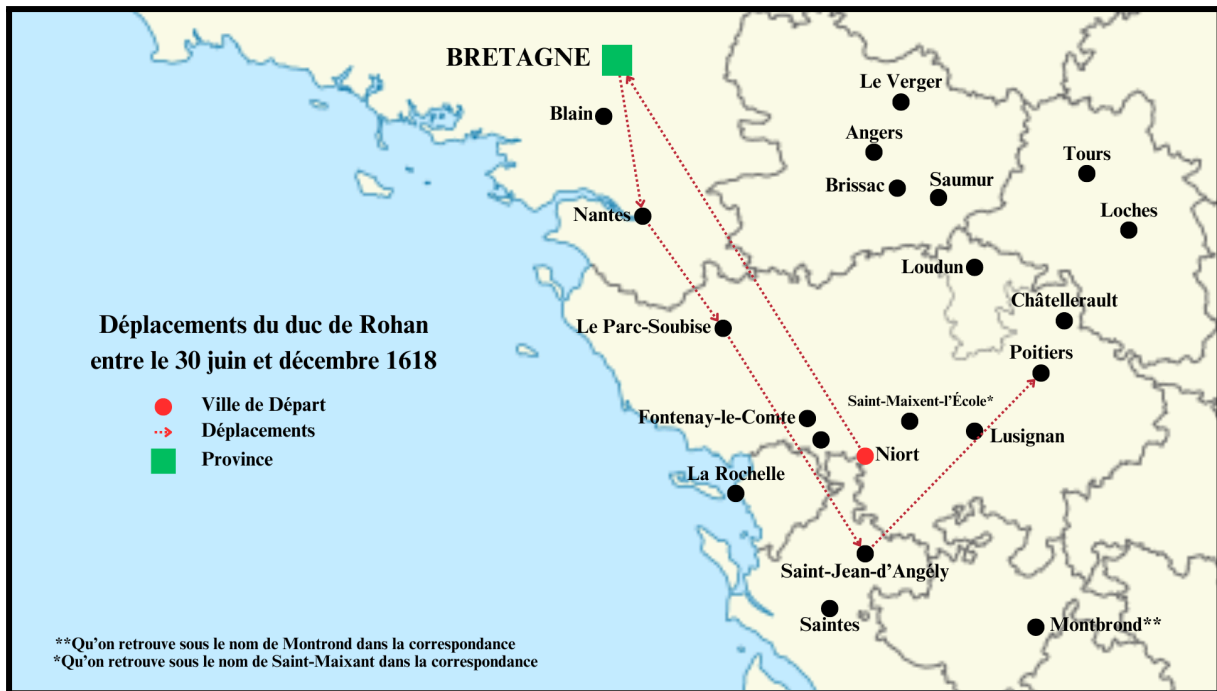 BRETAGNE
Le Verger
Blain
Angers
Tours
Brissac
Saumur
Nantes
Loches
Loudun
Châtellerault
Le Parc-Soubise
Poitiers
Déplacements du duc de Rohan
entre le 30 juin et décembre 1618
Ville de Départ
Déplacements
Province
Saint-Maixent-l'École*
Fontenay-le-Comte
Lusignan
Niort
La Rochelle
Saint-Jean-d'Angély
Saintes
Montbrond**
**Qu'on retrouve sous le nom de Montrond dans la correspondance
*Qu'on retrouve sous le nom de Saint-Maixant dans la correspondance